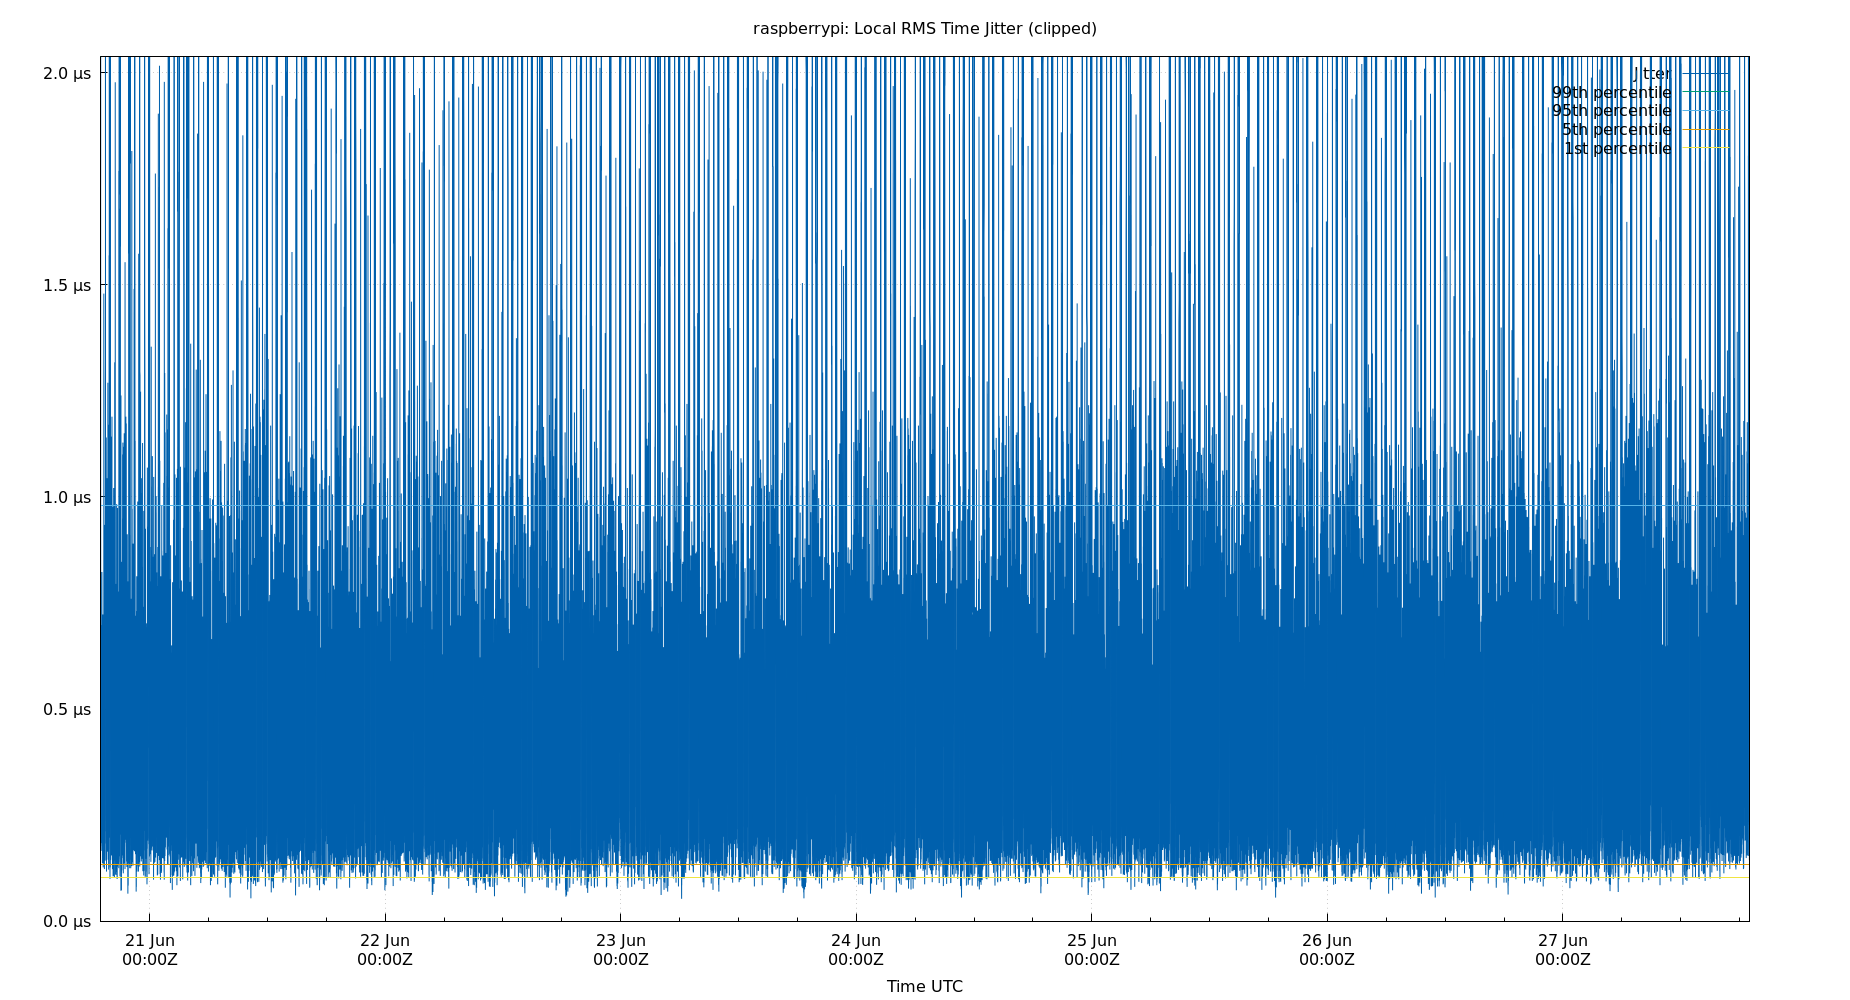 raspberrypi: Local RMS Time Jitter (clipped)
2.0 µs
1.5 µs
1.0 µs
0.5 µs
0.0 µs
Jitter
99th percentile
95th percentile
5th percentile
1st percentile
21 Jun
00:00Z
22 Jun
00:00Z
23 Jun
00:00Z
24 Jun
00:00Z
25 Jun
00:00Z
26 Jun
00:00Z
27 Jun
00:00Z
Time UTC